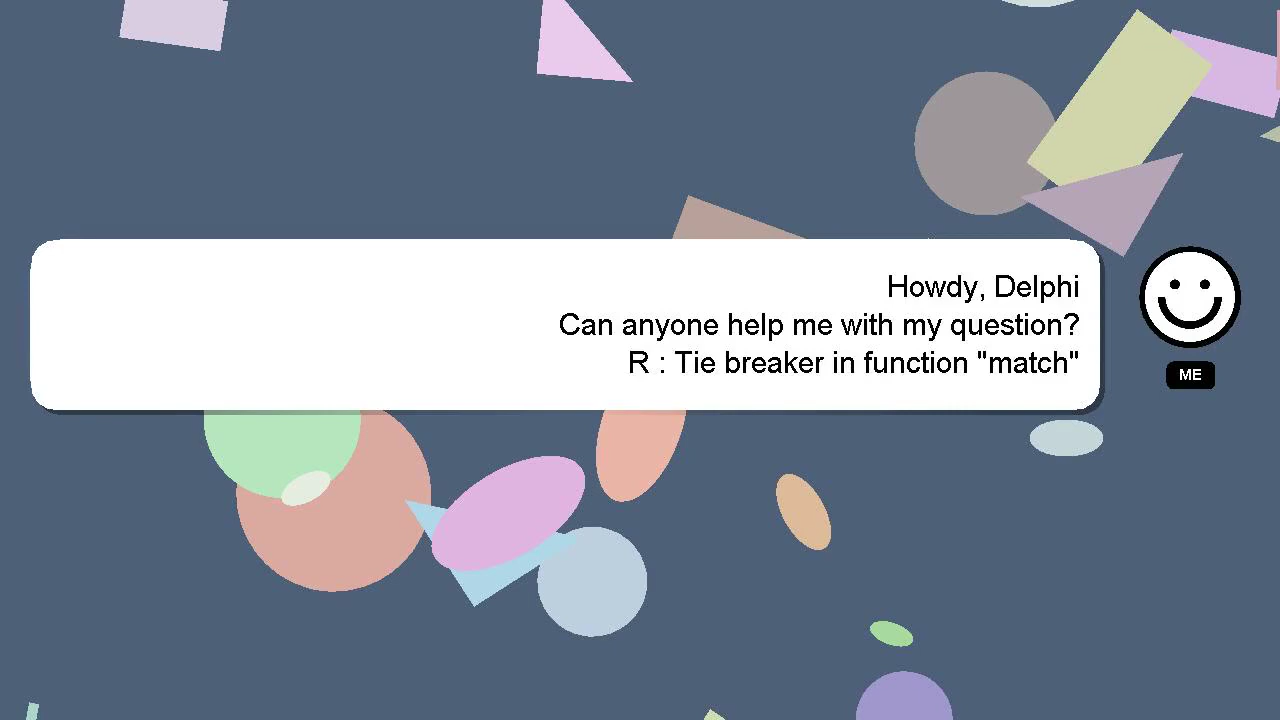 Howdy, Delphi
Can anyone help me with my question?
R : Tie breaker in function "match"
ME